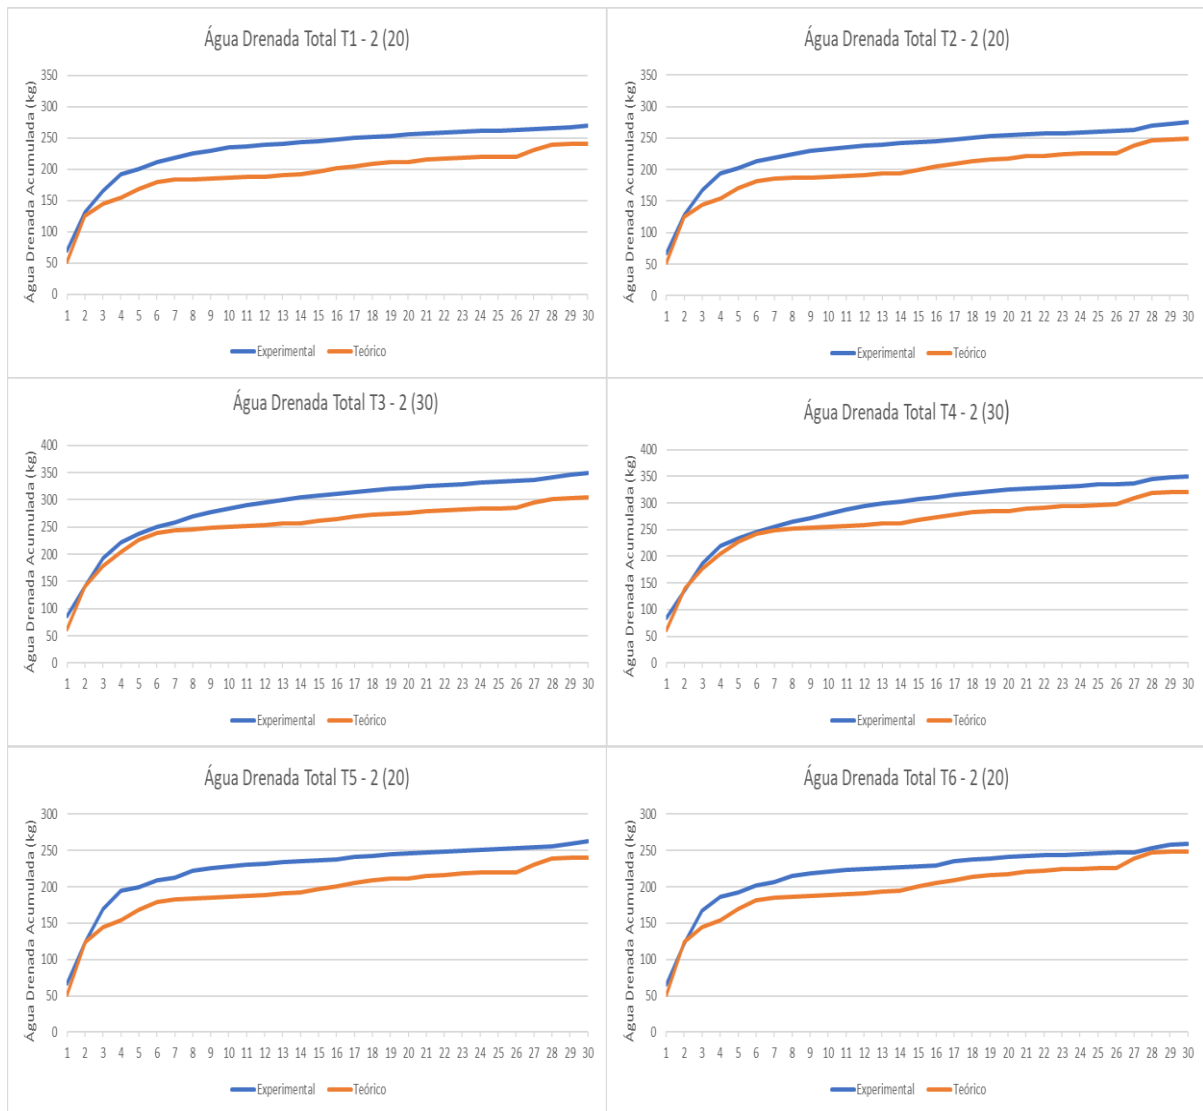 Água Drenada Total T1 - 2 (20)
Água Drenada Acumulada (kg)
350
300
250
200
150
100
50
0
1 2 3 4 5 6 7 8 9 10 11 12 13 14 15 16 17 18 19 20 21 22 23 24 25 26 27 28 29 30
Experimental Teórico
Água Drenada Total T2 - 2 (20)
Água Drenada Acumulada (kg)
350
300
250
200
150
100
50
0
1 2 3 4 5 6 7 8 9 10 11 12 13 14 15 16 17 18 19 20 21 22 23 24 25 26 27 28 29 30
Experimental Teórico
Água Drenada Total T3 - 2 (30)
Água Drenada Acumulada (kg)
400
350
300
250
200
150
100
50
0
1 2 3 4 5 6 7 8 9 10 11 12 13 14 15 16 17 18 19 20 21 22 23 24 25 26 27 28 29 30
Experimental Teórico
Água Drenada Total T4 - 2 (30)
Água Drenada Acumulada (kg)
400
350
300
250
200
150
100
50
0
1 2 3 4 5 6 7 8 9 10 11 12 13 14 15 16 17 18 19 20 21 22 23 24 25 26 27 28 29 30
Experimental Teórico
Água Drenada Total T5 - 2 (20)
Água Drenada Acumulada (kg)
300
250
200
150
100
50
0
1 2 3 4 5 6 7 8 9 10 11 12 13 14 15 16 17 18 19 20 21 22 23 24 25 26 27 28 29 30
Experimental Teórico
Água Drenada Total T6 - 2 (20)
Água Drenada Acumulada (kg)
300
250
200
150
100
50
0
1 2 3 4 5 6 7 8 9 10 11 12 13 14 15 16 17 18 19 20 21 22 23 24 25 26 27 28 29 30
Experimental Teórico